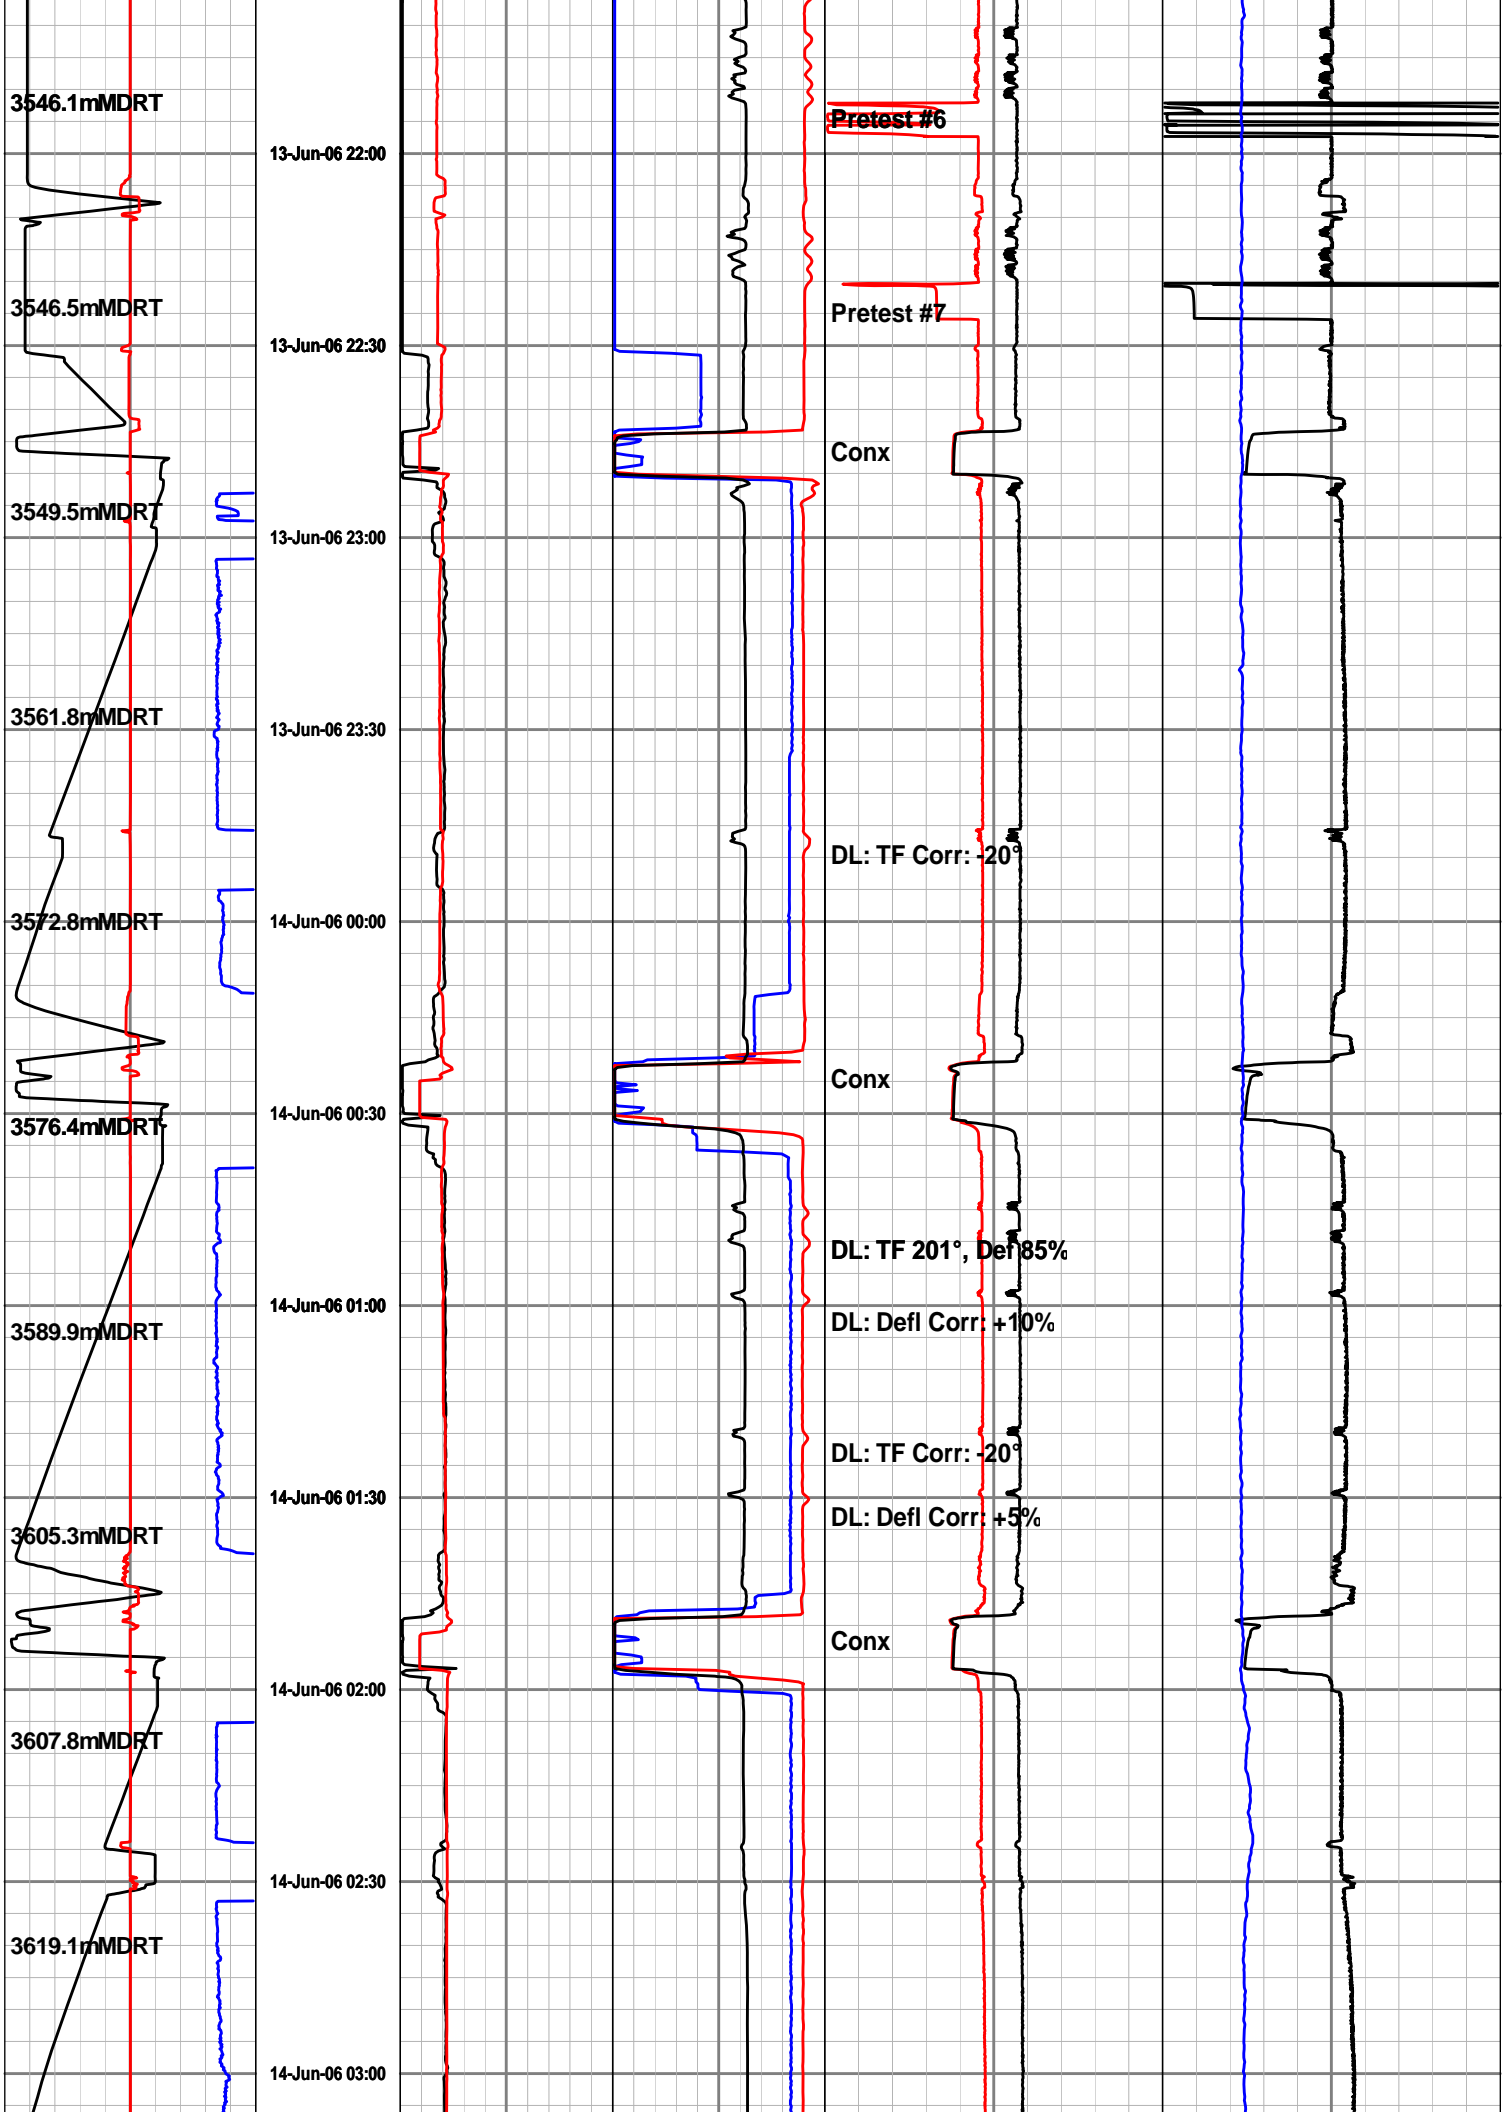 3546.1mMDRT
Pretest #6
13-Jun-06 22:00
3546.5mMDRT
Pretest #7
13-Jun-06 22:30
Conx
3549.5mMDRT
13-Jun-06 23:00
3561.8mMDRT
13-Jun-06 23:30
DL: TF Corr: -20°
3572.8mMDRT
14-Jun-06 00:00
Conx
14-Jun-06 00:30
3576.4mMDRT
DL: TF 201°, Def 85%
14-Jun-06 01:00
DL: Defl Corr: +10%
3589.9mMDRT
DL: TF Corr: -20°
14-Jun-06 01:30
DL: Defl Corr: +5%
3605.3mMDRT
Conx
14-Jun-06 02:00
3607.8mMDRT
14-Jun-06 02:30
3619.1mMDRT
14-Jun-06 03:00